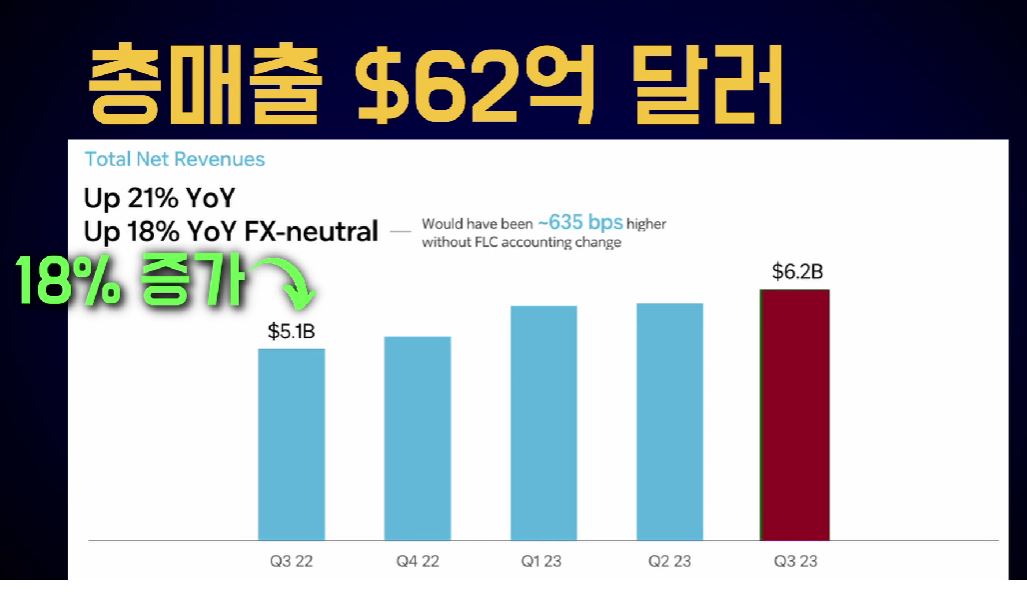 총매출 $62억 달러
Total Net Revenues
Up 21% YoY
Up 18% YoY FX-neutral
Would have been ~635 bps higher
without FLC accounting change
18% 증가
$5.1B
$6.2B
Q3 22
Q4 22
Q1 23
Q2 23
Q3 23